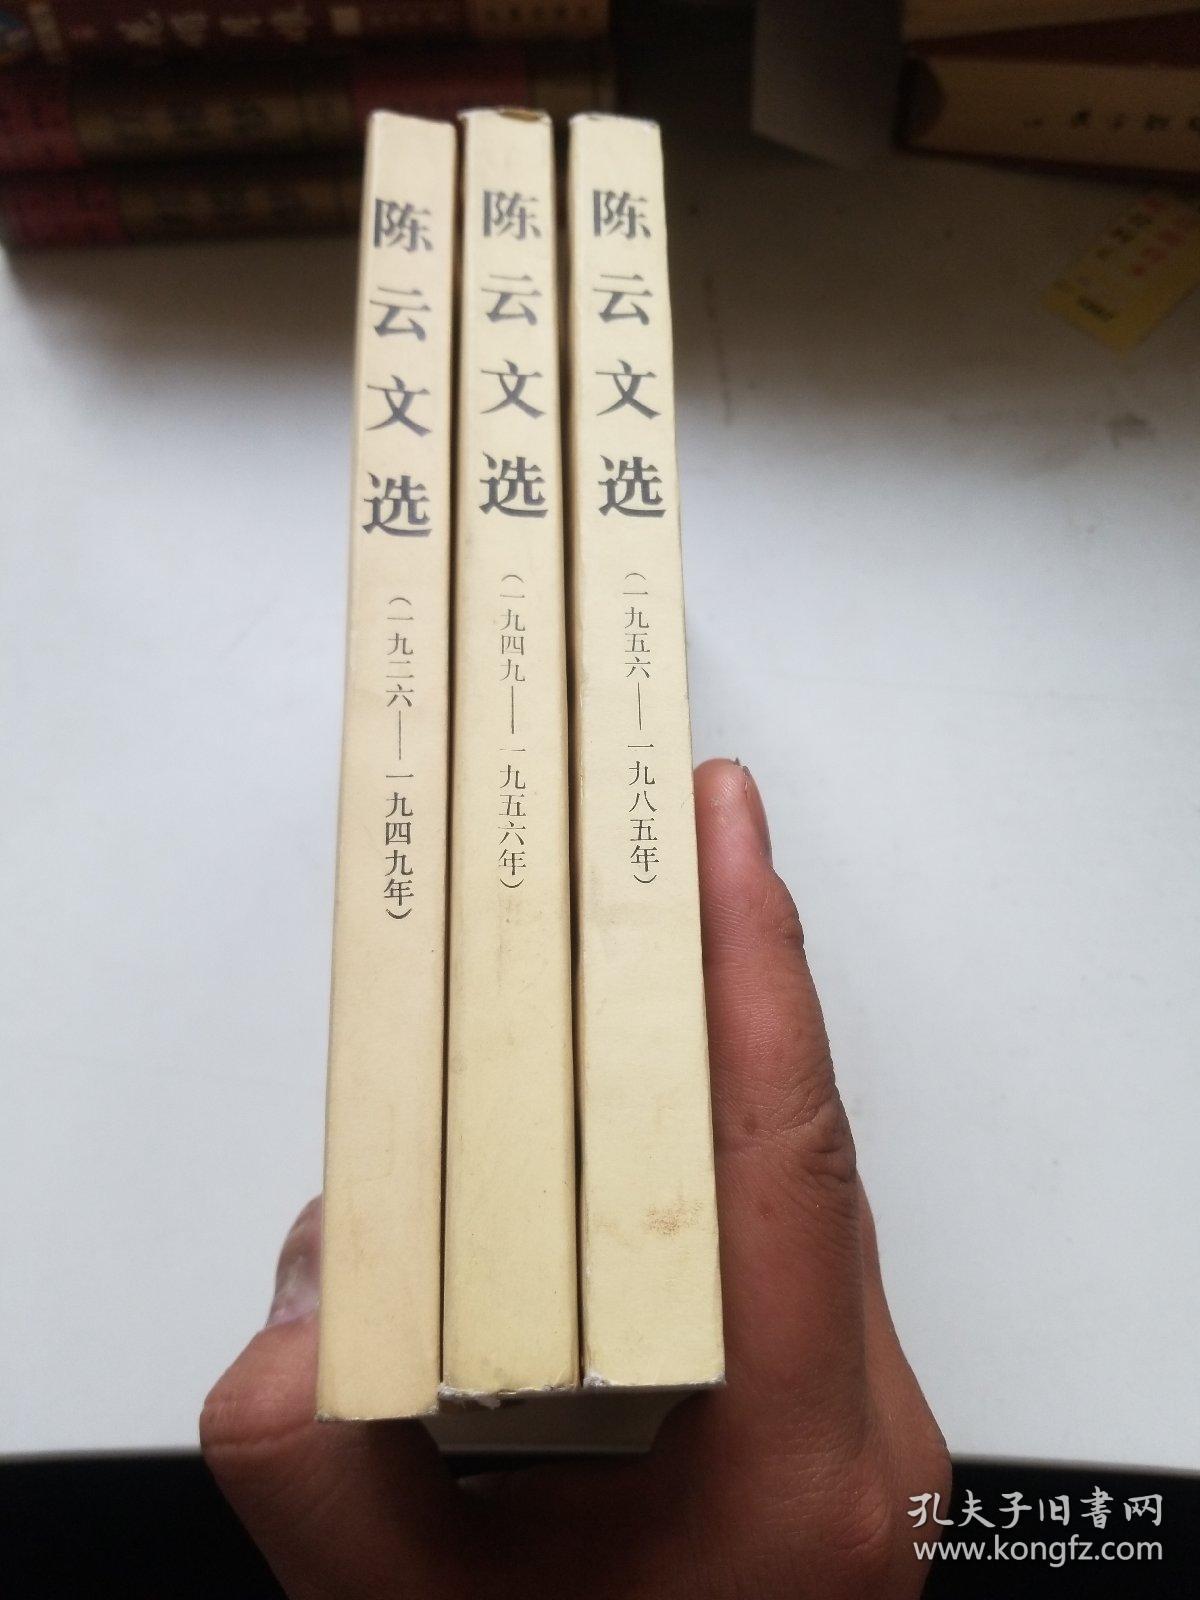 陈云文选
(一九二六——一九四九年)
陈云文选
(一九四九——一九五六年)
陈云文选
(一九五六——一九八五年)
孔夫子旧書网
www.kongfz.com